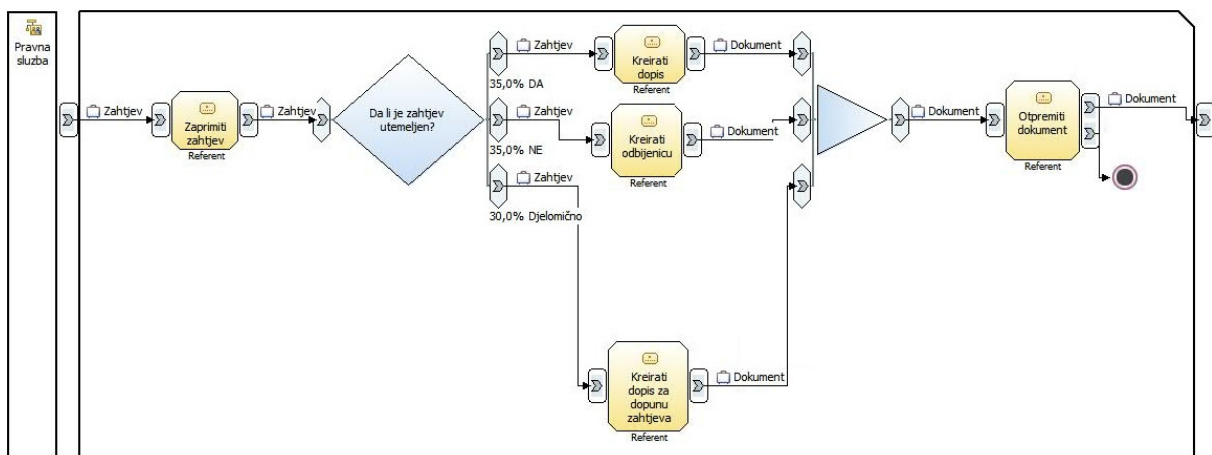 Pravna
sluzba
Zahtjev
Zaprimiti
zahtjev
Referent
Zahtjev
Da li je zahtjev
utemeljen?
Zahtjev
35,0% DA
Zahtjev
35,0% NE
Zahtjev
30,0% Djelomično
Kreirati
dopis
Referent
Dokument
Kreirati
odbijenicu
Referent
Dokument
Kreirati
dopis za
dopunu
zahtjeva
Referent
Dokument
Dokument
Otpremiti
dokument
Referent
Dokument